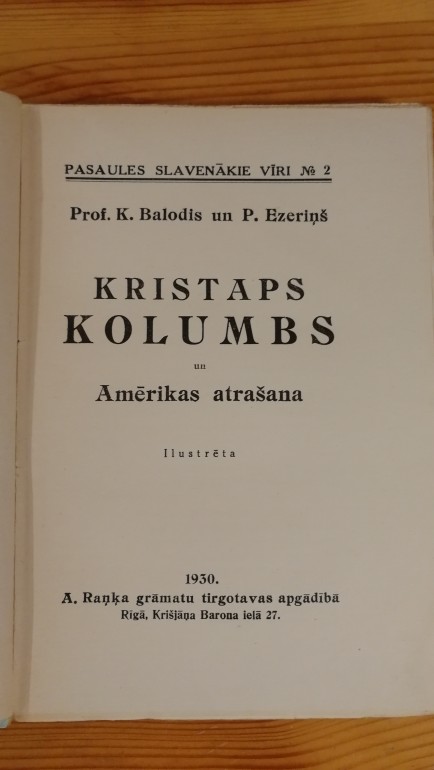 PASAULES SLAVENĀKIE VĪRI № 2
Prof. K. Balodis un P. Ezeriņš
KRISTAPS
KOLUMBS
un
Amērikas atrašana
Ilustrēta
1930.
A. Raņķa grāmatu tirgotavas apgādībā
Rīgā, Krišjāņa Barona ielā 27.